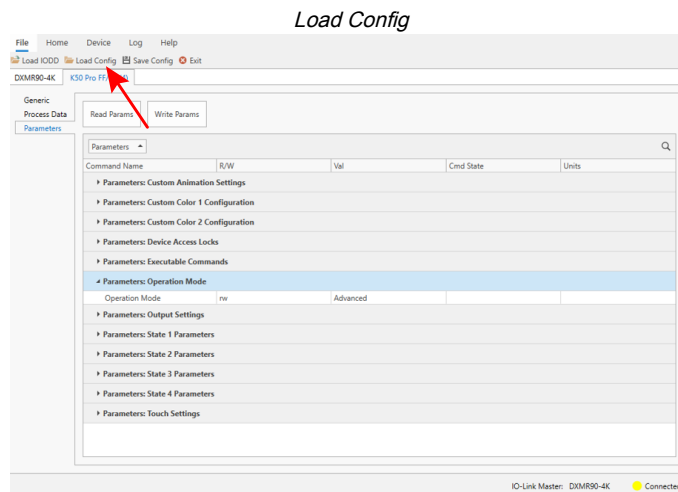 Load Config
File Home Device Log Help
Load IODD Load Config Save Config Exit
DXMR90-4K K50 Pro FF/
Generic
Process Data
Parameters
Read Params Write Params
Parameters
Command Name R/W Val Cmd State Units
Parameters: Custom Animation Settings
Parameters: Custom Color 1 Configuration
Parameters: Custom Color 2 Configuration
Parameters: Device Access Locks
Parameters: Executable Commands
Parameters: Operation Mode
Operation Mode rw Advanced
Parameters: Output Settings
Parameters: State 1 Parameters
Parameters: State 2 Parameters
Parameters: State 3 Parameters
Parameters: State 4 Parameters
Parameters: Touch Settings
IO-Link Master: DXMR90-4K Connecte